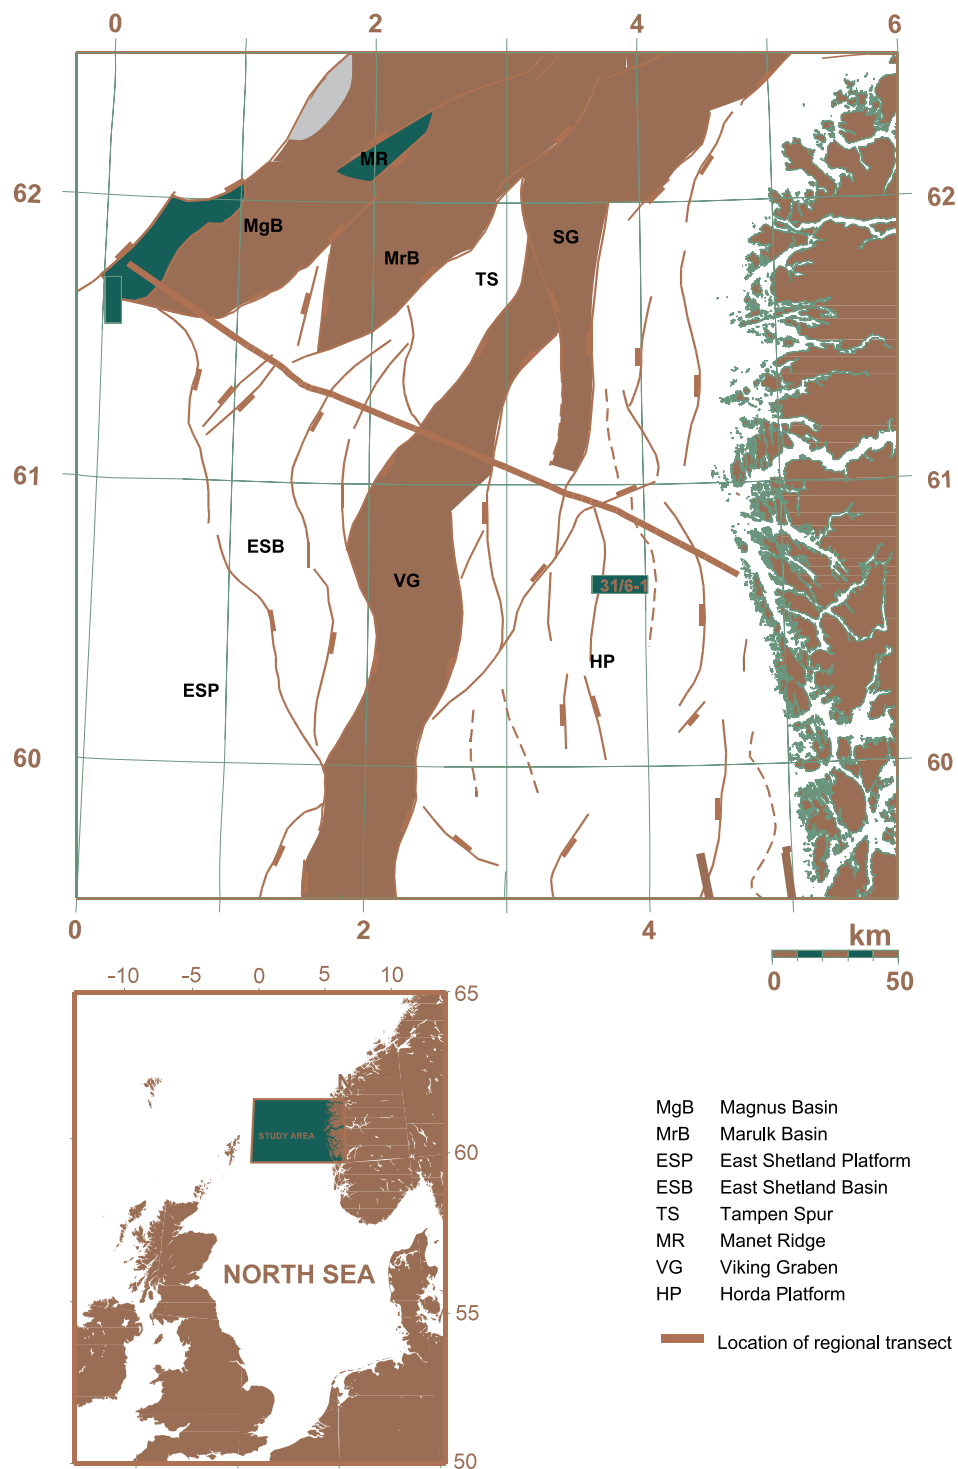 0 2 4 6
62 62
MR
MgB
SG
MrB
TS
61 61
ESB
VG
31/6-1
HP
ESP
60 60
0 2 4
km
0 50
-10 -5 0 5 10
65
N
STUDY AREA
60
NORTH SEA
55
50
MgB Magnus Basin
MrB Marulk Basin
ESP East Shetland Platform
ESB East Shetland Basin
TS Tampen Spur
MR Manet Ridge
VG Viking Graben
HP Horda Platform
Location of regional transect